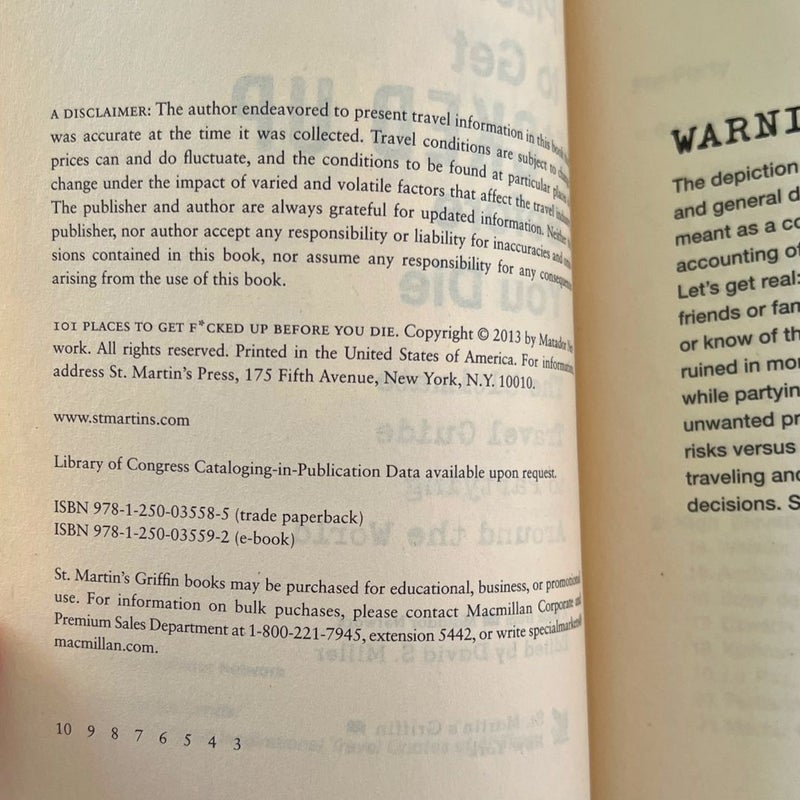 A DISCLAIMER: The author endeavored to present travel information in this book
was accurate at the time it was collected. Travel conditions are subject to
prices can and do fluctuate, and the conditions to be found at particular places
change under the impact of varied and volatile factors that affect the travel
The publisher and author are always grateful for updated information. Neither
publisher, nor author accept any responsibility or liability for inaccuracies and
sions contained in this book, nor assume any responsibility for any
arising from the use of this book.
101 PLACES TO GET F*CKED UP BEFORE YOU DIE. Copyright © 2013 by Matador
work. All rights reserved. Printed in the United States of America. For information,
address St. Martin's Press, 175 Fifth Avenue, New York, N.Y. 10010.
www.stmartins.com
Library of Congress Cataloging-in-Publication Data available upon request.
ISBN 978-1-250-03558-5 (trade paperback)
ISBN 978-1-250-03559-2 (e-book)
St. Martin's Griffin books may be purchased for educational, business, or promotional
use. For information on bulk puchases, please contact Macmillan Corporate and
Premium Sales Department at 1-800-221-7945, extension 5442, or write specialmarkets@
macmillan.com.
10 9 8 7 6 5 4 3
WARNI
The depiction
and general d
meant as a co
accounting of
Let's get real:
friends or fan
or know of th
ruined in mor
while partyin
unwanted pr
risks versus
traveling and
decisions. S